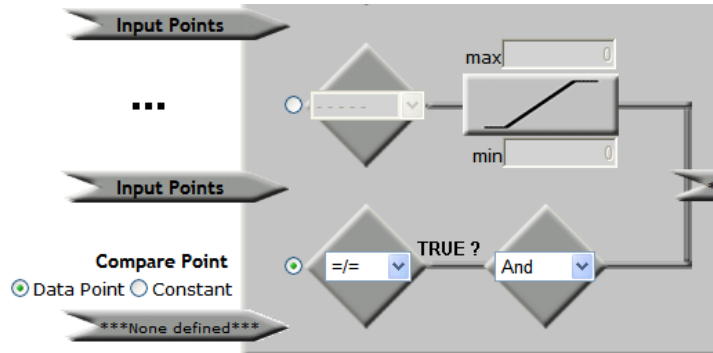 Input Points
max 0
...
- - - - -
min 0
Input Points
TRUE ?
=/=
And
Compare Point
Data Point Constant
***None defined***